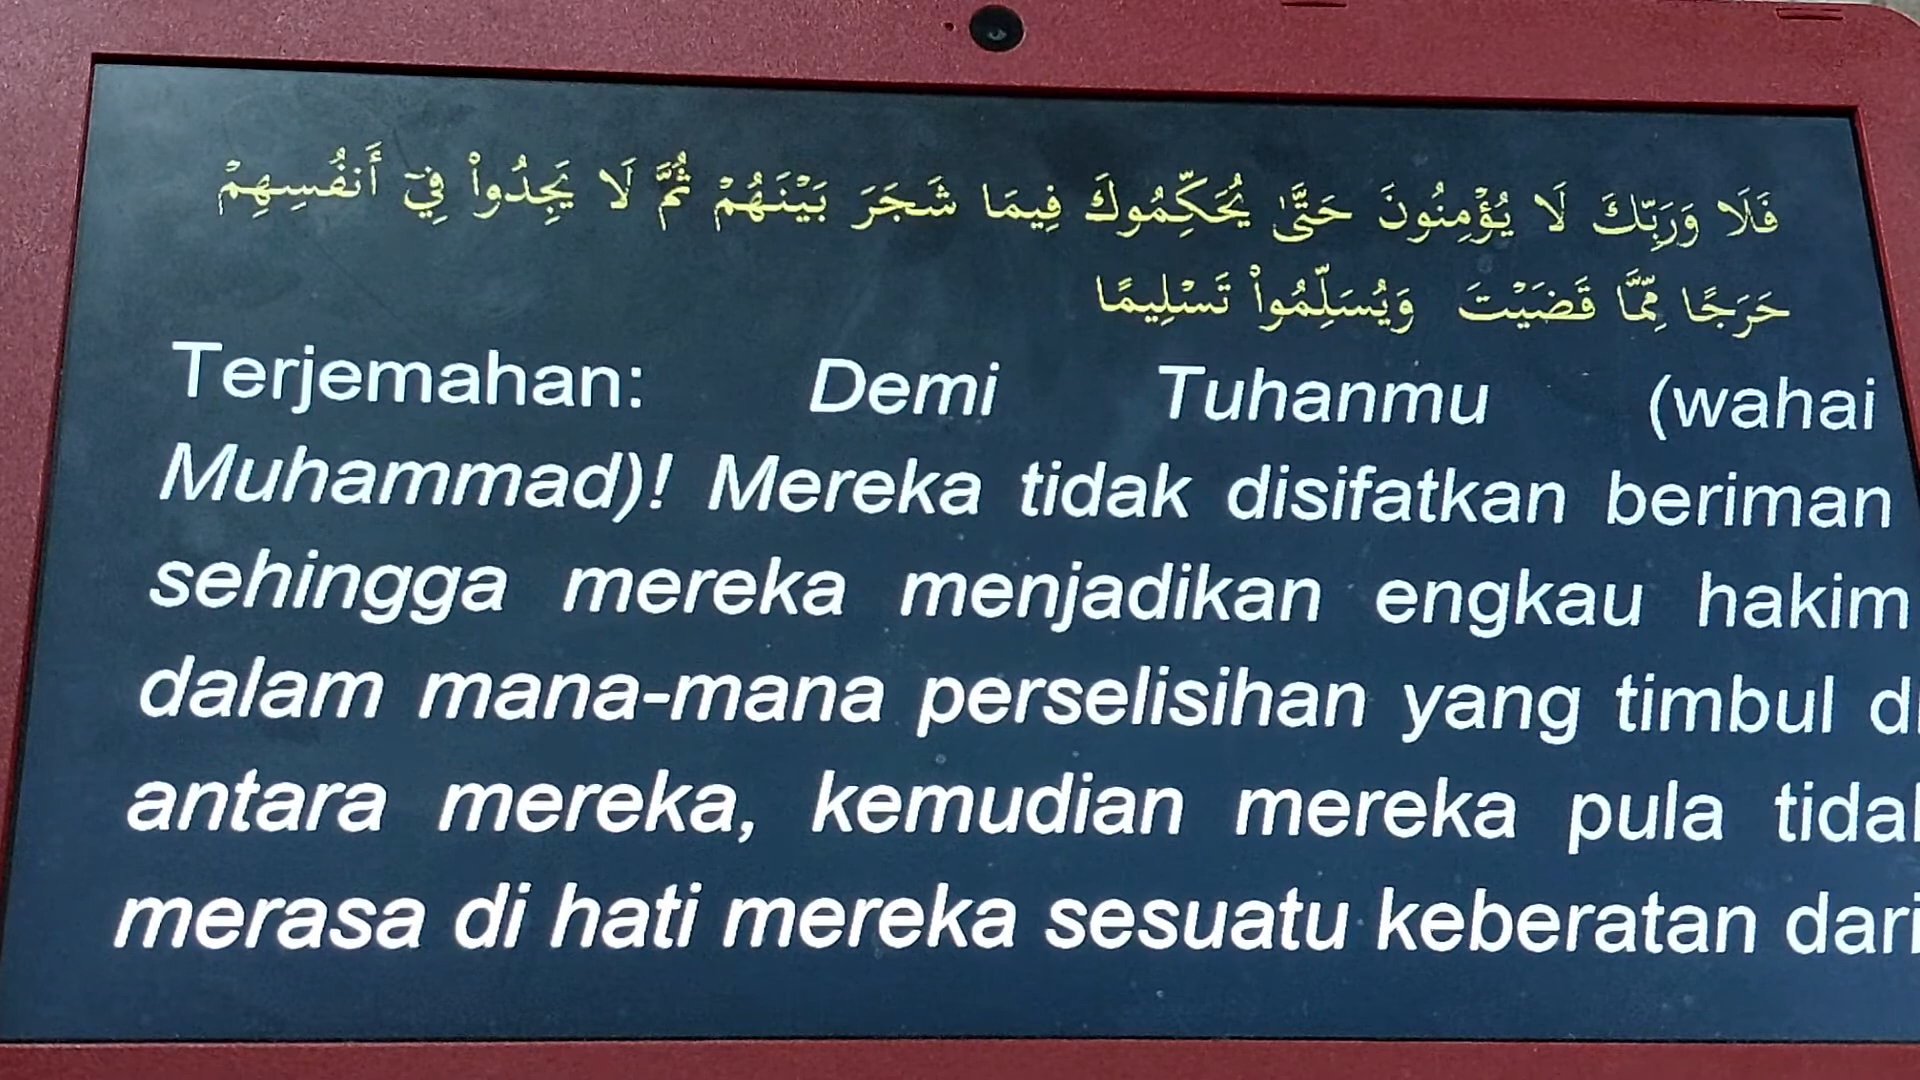 فَلَا وَرَبِّكَ لَا يُؤْمِنُونَ حَتَّىٰ يُحَكِّمُوكَ فِيمَا شَجَرَ بَيْنَهُمْ ثُمَّ لَا يَجِدُواْ فِيٓ أَنفُسِهِمْ
حَرَجًا مِّمَّا قَضَيْتَ وَيُسَلِّمُواْ تَسْلِيمًا
Terjemahan: Demi Tuhanmu (wahai
Muhammad)! Mereka tidak disifatkan beriman
sehingga mereka menjadikan engkau hakim
dalam mana-mana perselisihan yang timbul
antara mereka, kemudian mereka pula
merasa di hati mereka sesuatu keberatan dari